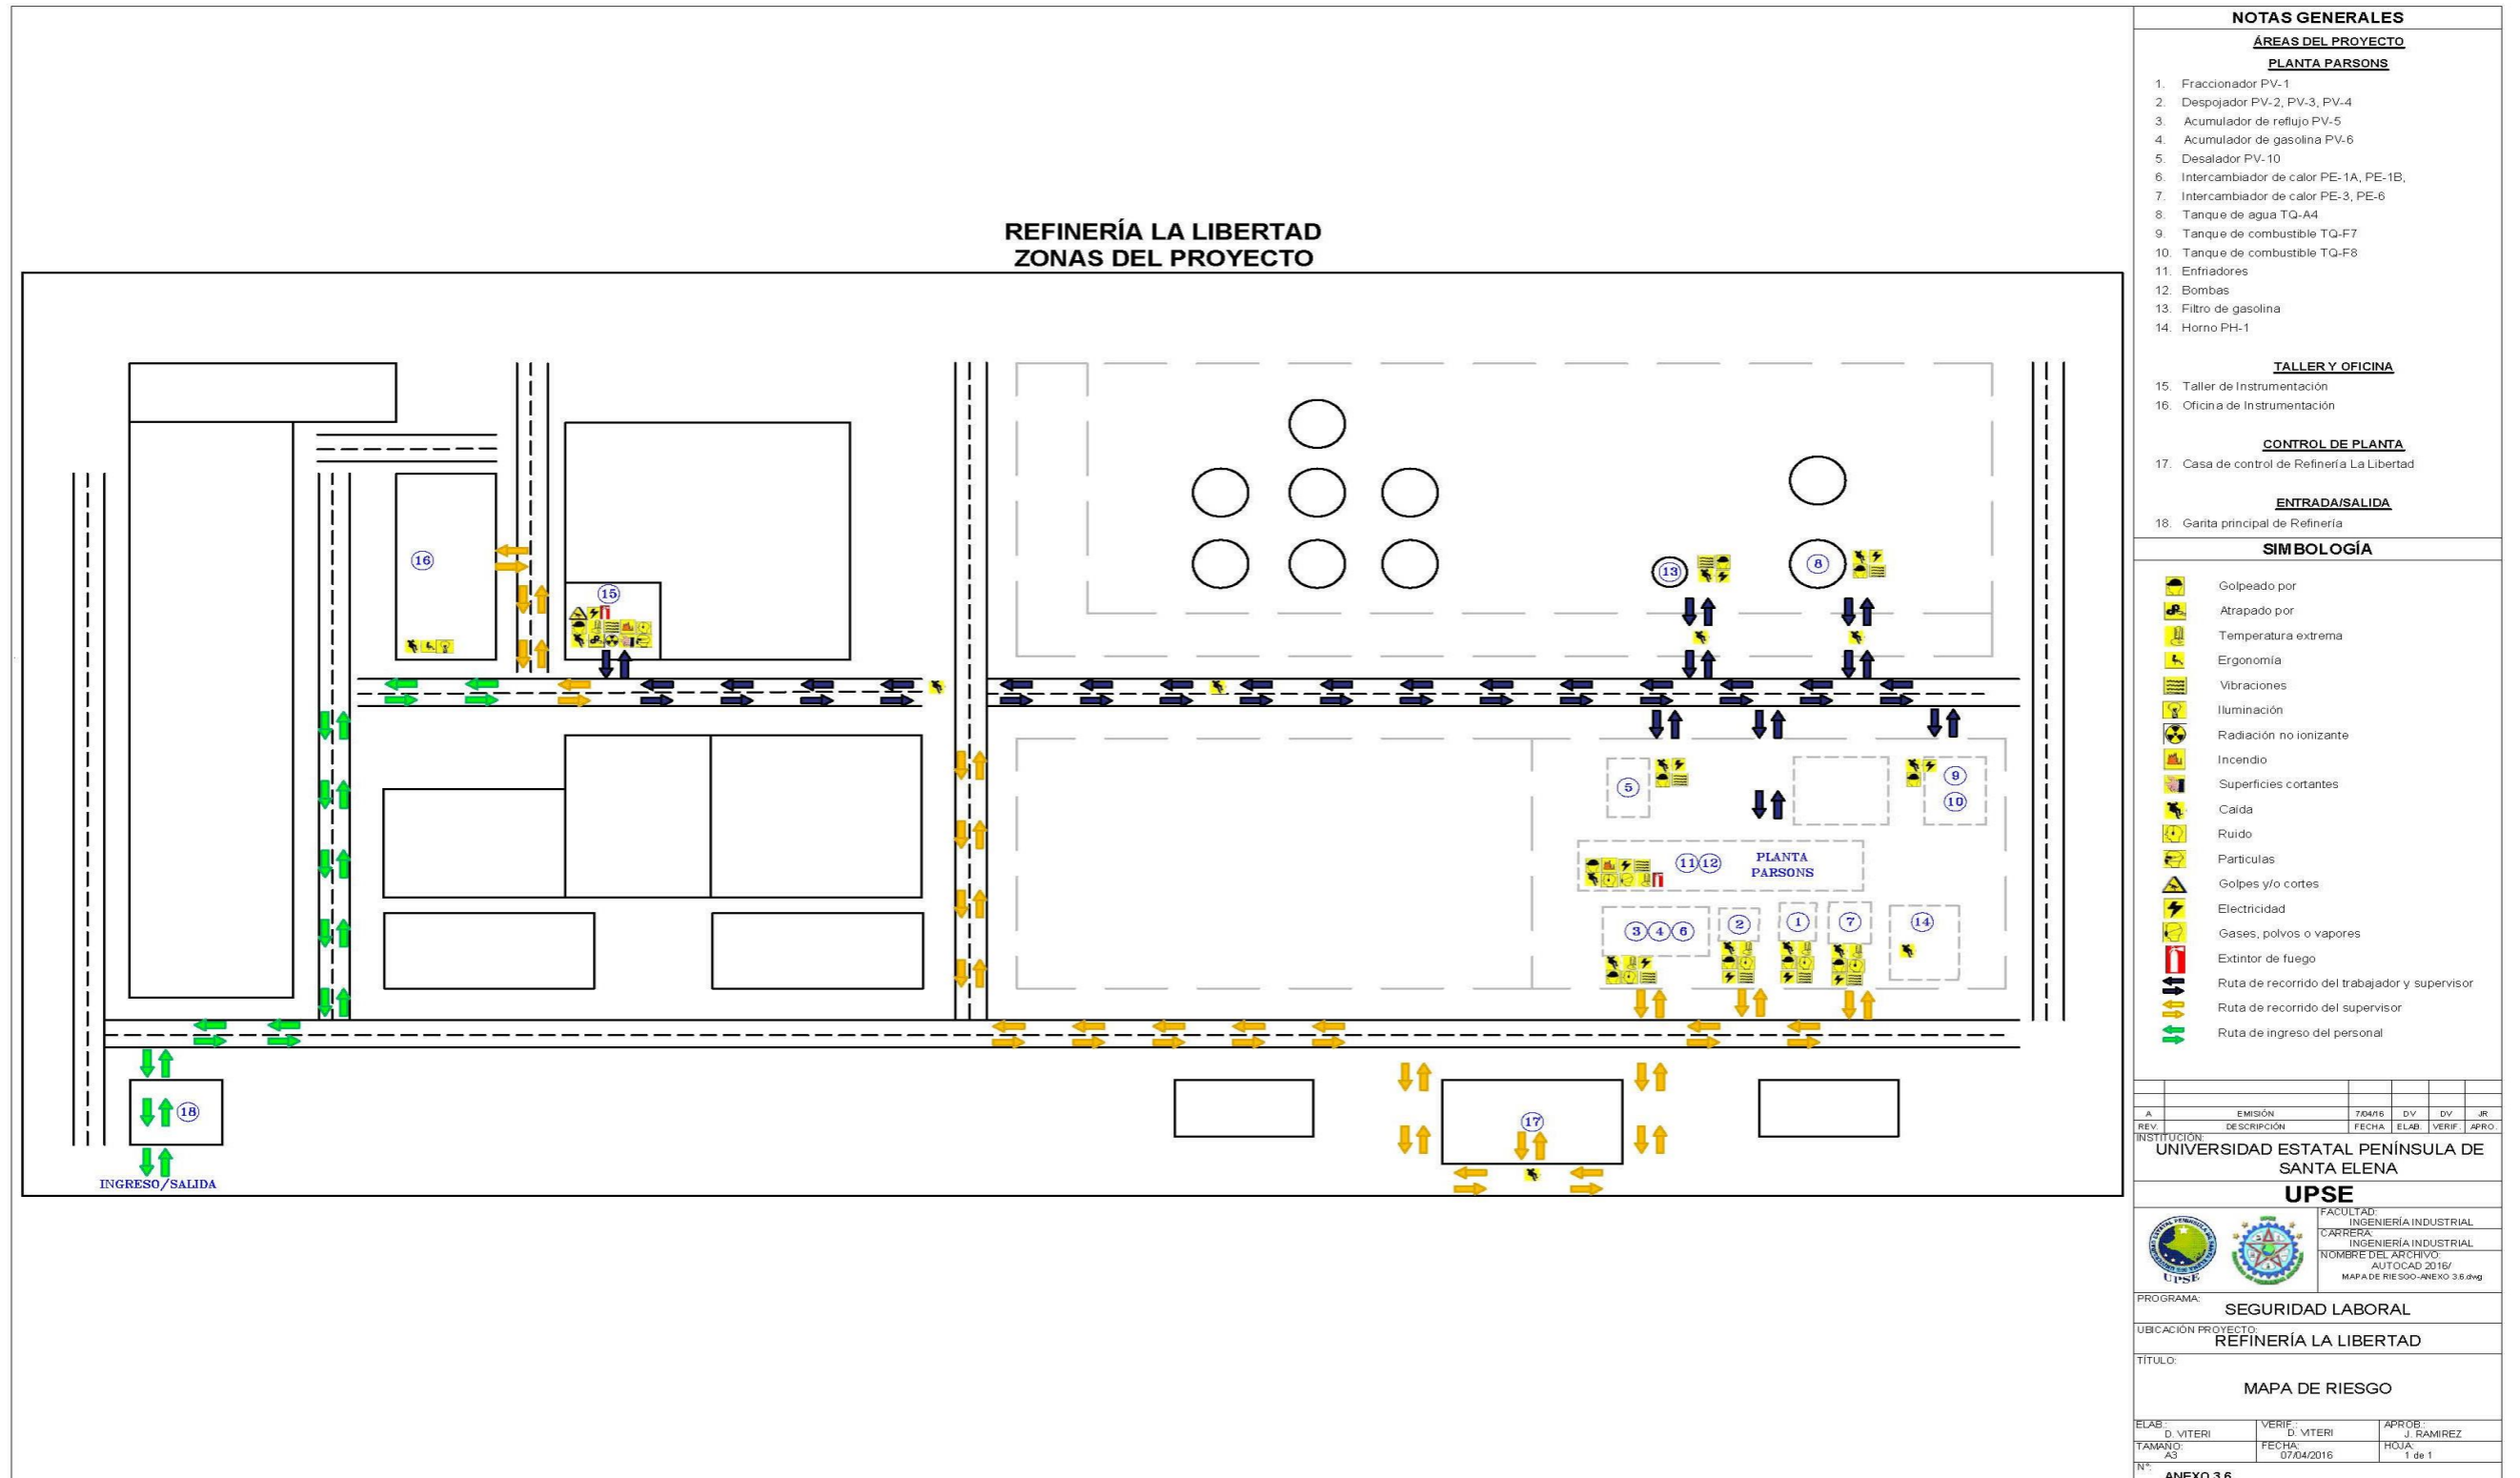 REFINERÍA LA LIBERTAD
ZONAS DEL PROYECTO
16
15
13
8
5
9
10
11 12
PLANTA
PARSONS
3 4 6
2
1
7
14
18
17
INGRESO/SALIDA
NOTAS GENERALES
ÁREAS DEL PROYECTO
PLANTA PARSONS
1. Fraccionador PV-1
2. Despojador PV-2, PV-3, PV-4
3. Acumulador de reflujo PV-5
4. Acumulador de gasolina PV-6
5. Desalador PV-10
6. Intercambiador de calor PE-1A, PE-1B,
7. Intercambiador de calor PE-3, PE-6
8. Tanque de agua TQ-A4
9. Tanque de combustible TQ-F7
10. Tanque de combustible TQ-F8
11. Enfriadores
12. Bombas
13. Filtro de gasolina
14. Horno PH-1
TALLER Y OFICINA
15. Taller de Instrumentación
16. Oficina de Instrumentación
CONTROL DE PLANTA
17. Casa de control de Refinería La Libertad
ENTRADA/SALIDA
18. Garita principal de Refinería
SIMBOLOGÍA
Golpeado por
Atrapado por
Temperatura extrema
Ergonomía
Vibraciones
Iluminación
Radiación no ionizante
Incendio
Superficies cortantes
Caída
Ruido
Particulas
Golpes y/o cortes
Electricidad
Gases, polvos o vapores
Extintor de fuego
Ruta de recorrido del trabajador y supervisor
Ruta de recorrido del supervisor
Ruta de ingreso del personal
A EMISIÓN 7/04/16 DV DV JR
REV. DESCRIPCIÓN FECHA ELAB. VERIF. APRO.
INSTITUCIÓN:
UNIVERSIDAD ESTATAL PENÍNSULA DE
SANTA ELENA
UPSE
UPSE
FACULTAD:
INGENIERÍA INDUSTRIAL
CARRERA:
INGENIERÍA INDUSTRIAL
NOMBRE DEL ARCHIVO:
AUTOCAD 2016/
MAPA DE RIESGO-ANEXO 3.6.dwg
PROGRAMA:
SEGURIDAD LABORAL
UBICACIÓN PROYECTO:
REFINERÍA LA LIBERTAD
TÍTULO:
MAPA DE RIESGO
ELAB.: VERIF.: APROB.:
D. VITERI D. VITERI J. RAMIREZ
TAMAÑO: FECHA: HOJA:
A3 07/04/2016 1 de 1
N°:
ANEXO 3.6